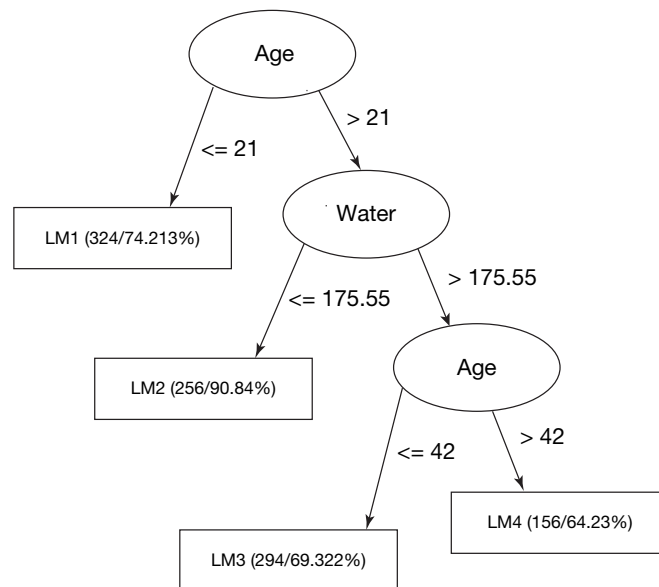 Age
<= 21
> 21
LM1 (324/74.213%)
Water
<= 175.55
> 175.55
LM2 (256/90.84%)
Age
<= 42
> 42
LM3 (294/69.322%)
LM4 (156/64.23%)